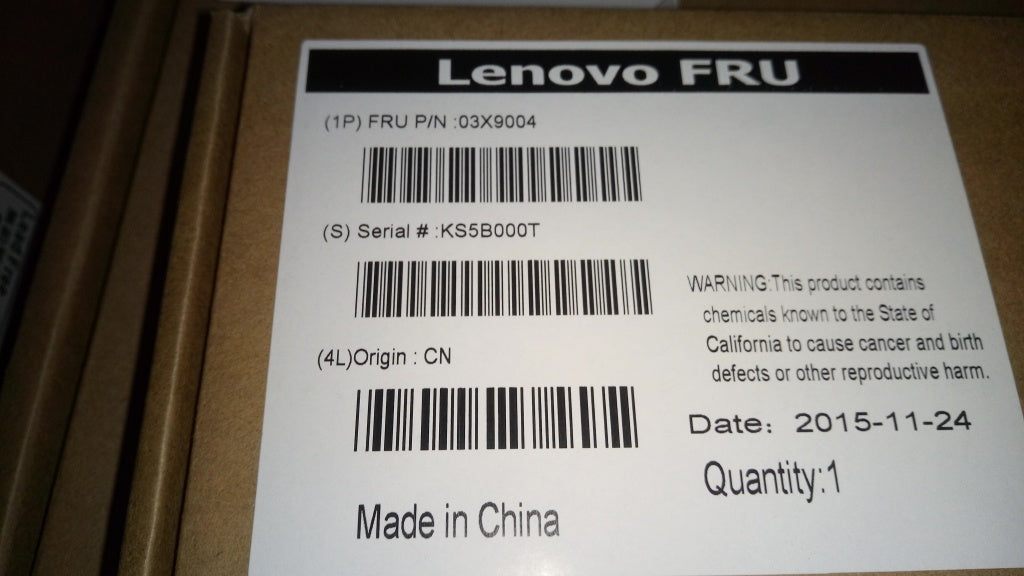 Lenovo FRU
(1P) FRU P/N :03X9004
(S) Serial # :KS5B000T
(4L)Origin : CN
Made in China
WARNING:This product contains
chemicals known to the State of
California to cause cancer and birth
defects or other reproductive harm.
Date: 2015-11-24
Quantity:1